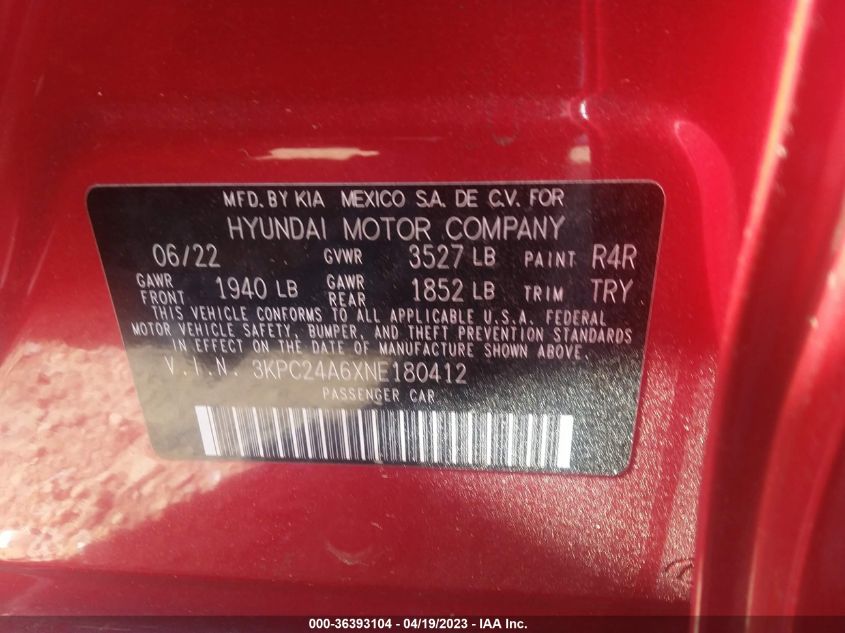 MFD. BY KIA MEXICO S.A. DE C.V. FOR
HYUNDAI MOTOR COMPANY
06/22 GVWR 3527 LB PAINT R4R
GAWR FRONT 1940 LB GAWR REAR 1852 LB TRIM TRY
THIS VEHICLE CONFORMS TO ALL APPLICABLE U.S.A. FEDERAL
MOTOR VEHICLE SAFETY, BUMPER, AND THEFT PREVENTION STANDARDS
IN EFFECT ON THE DATE OF MANUFACTURE SHOWN ABOVE.
V.I.N. 3KPC24A6XNE180412
PASSENGER CAR
000-36393104 / 04/19/2023 - IAA Inc.